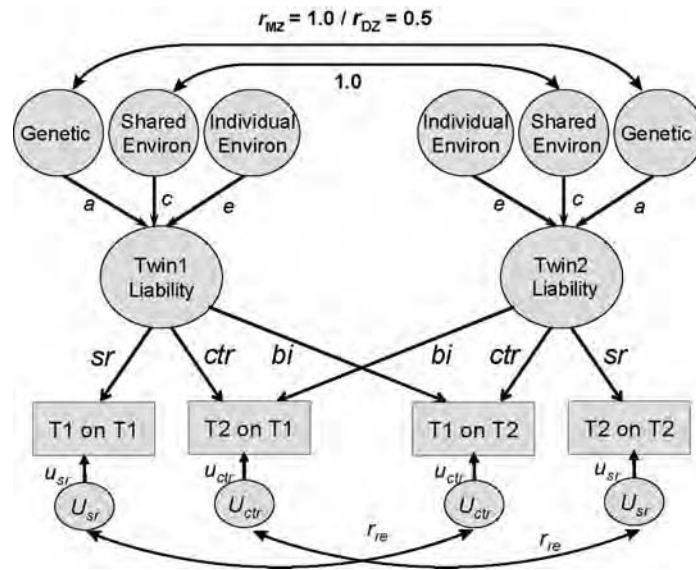 r_MZ = 1.0 / r_DZ = 0.5
1.0
Genetic
Shared Environ
Individual Environ
Individual Environ
Shared Environ
Genetic
a
c
e
e
c
a
Twin1 Liability
Twin2 Liability
sr
ctr
bi
bi
ctr
sr
T1 on T1
T2 on T1
T1 on T2
T2 on T2
u_sr
u_ctr
u_ctr
u_sr
U_sr
U_ctr
U_ctr
U_sr
r_re
r_re